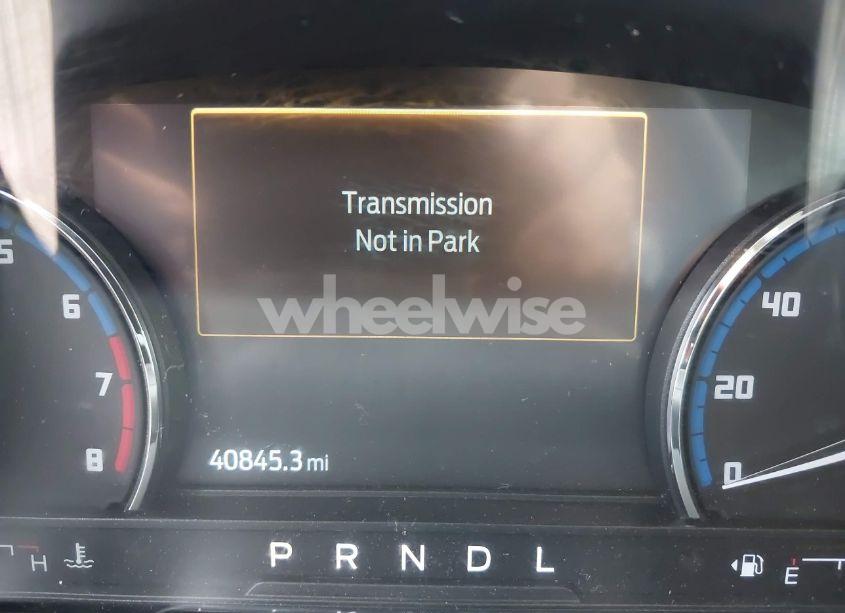 Transmission
Not in Park
wheelwise
5
6
7
8
40
20
0
40845.3 mi
H
P R N D L
E